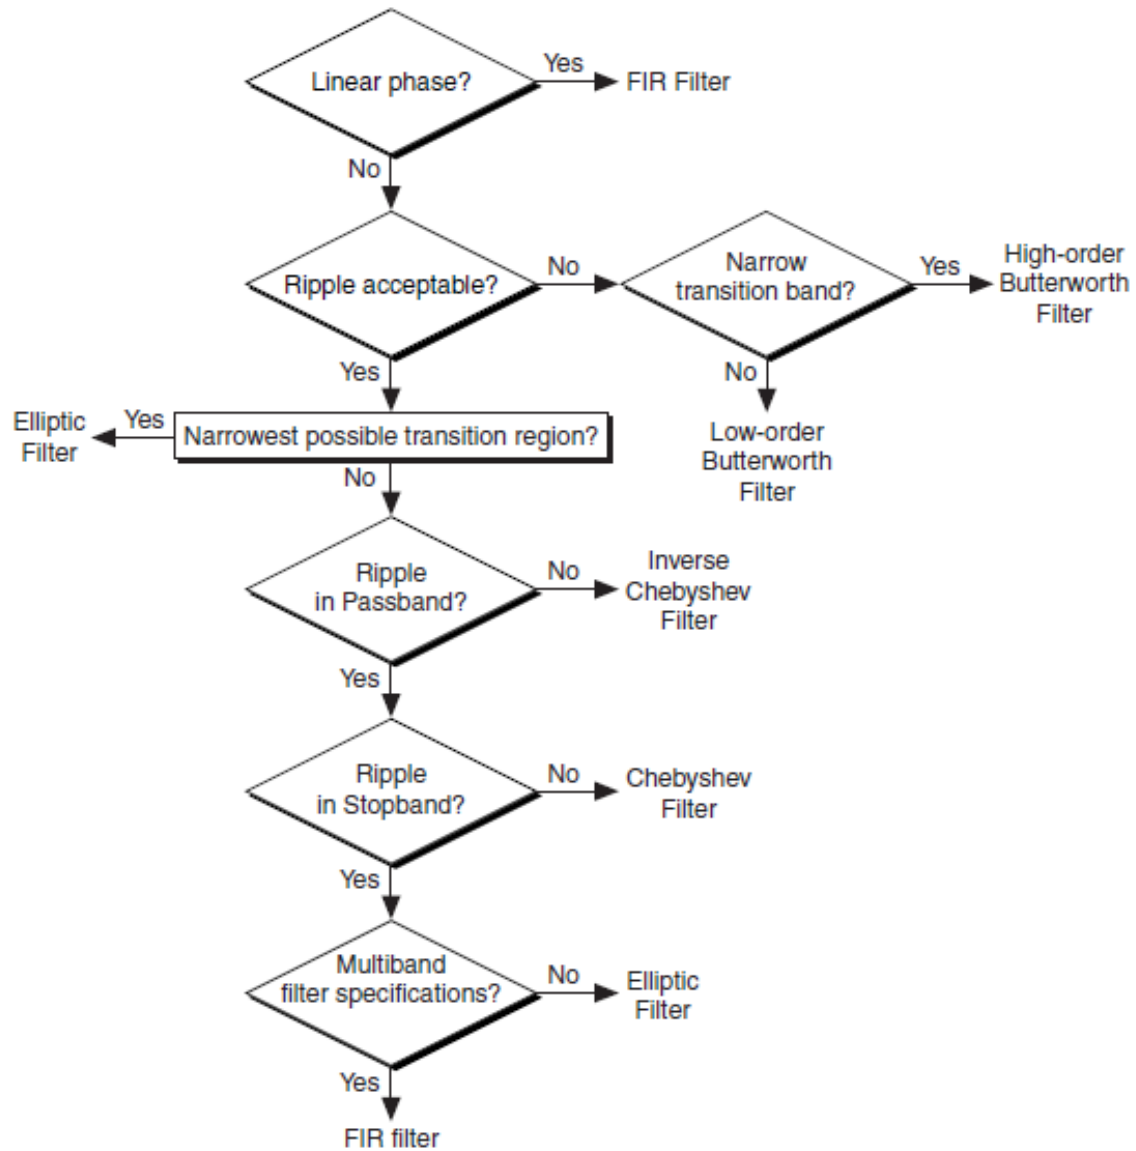 Linear phase?
Yes
FIR Filter
No
Ripple acceptable?
No
Narrow
transition band?
Yes
High-order
Butterworth
Filter
No
Low-order
Butterworth
Filter
Yes
Narrowest possible transition region?
Yes
Elliptic
Filter
No
Ripple
in Passband?
No
Inverse
Chebyshev
Filter
Yes
Ripple
in Stopband?
No
Chebyshev
Filter
Yes
Multiband
filter specifications?
No
Elliptic
Filter
Yes
FIR filter